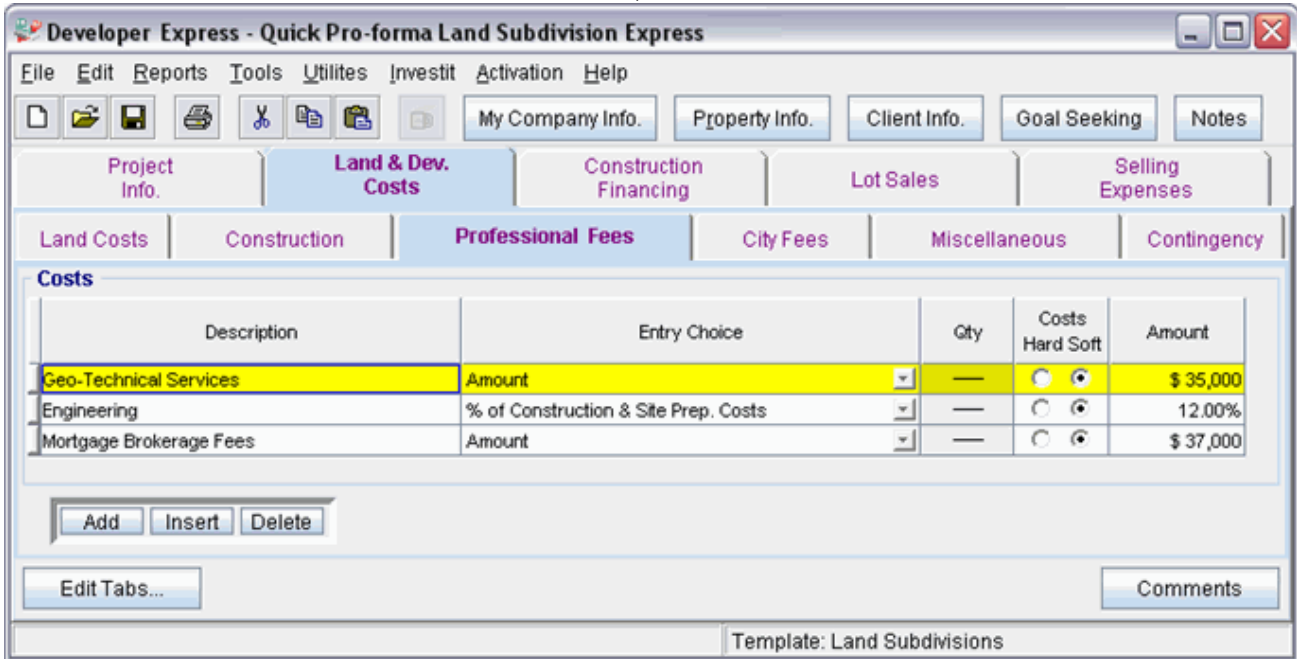 Developer Express - Quick Pro-forma Land Subdivision Express
File Edit Reports Tools Utilites Investit Activation Help
My Company Info. Property Info. Client Info. Goal Seeking Notes
Project Info. Land & Dev. Costs Construction Financing Lot Sales Selling Expenses
Land Costs Construction Professional Fees City Fees Miscellaneous Contingency
Costs
Description Entry Choice Qty Costs Hard Soft Amount
Geo-Technical Services Amount — $ 35,000
Engineering % of Construction & Site Prep. Costs — 12.00%
Mortgage Brokerage Fees Amount — $ 37,000
Add Insert Delete
Edit Tabs... Comments
Template: Land Subdivisions